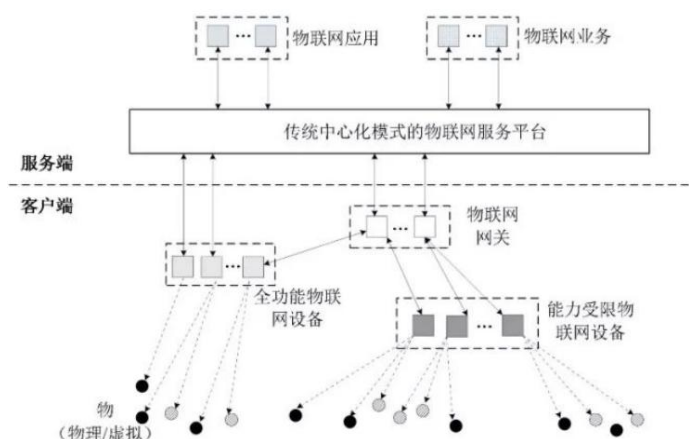 物联网应用
物联网业务
传统中心化模式的物联网服务平台
服务端
客户端
物联网
网关
全功能物联
网设备
能力受限物
联网设备
物
（物理/虚拟）